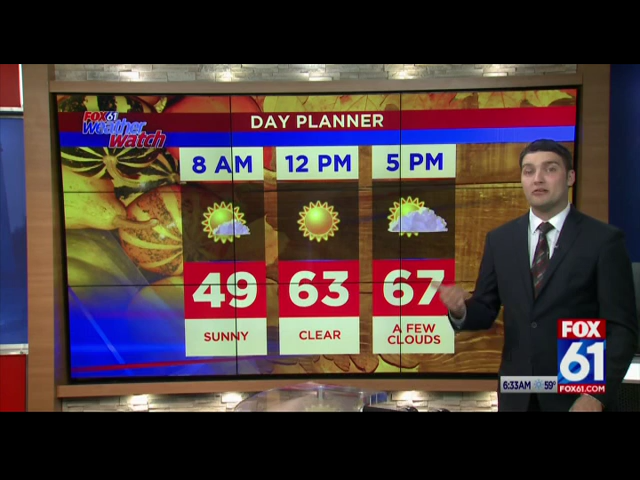 FOX61
Weather
Watch
DAY PLANNER
8 AM 12 PM 5 PM
49 63 67
SUNNY CLEAR A FEW
CLOUDS
FOX
61
6:33AM 59°
FOX61.COM